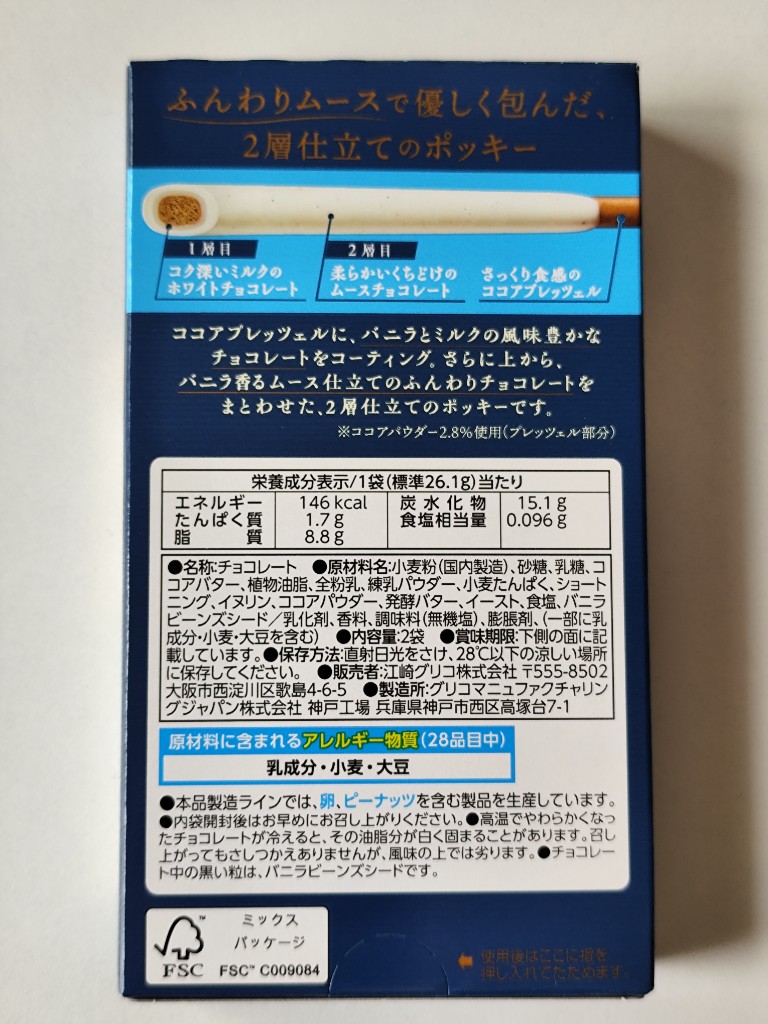 ふんわりムースで優しく包んだ、
2層仕立てのポッキー
1層目
コク深いミルクの
ホワイトチョコレート
2層目
柔らかいくちどけの
ムースチョコレート
さっくり食感の
ココアプレッツェル
ココアプレッツェルに、バニラとミルクの風味豊かな
チョコレートをコーティング。さらに上から、
バニラ香るムース仕立てのふんわりチョコレートを
まとわせた、2層仕立てのポッキーです。
※ココアパウダー2.8%使用(プレッツェル部分)
栄養成分表示/1袋(標準26.1g)当たり
エネルギー 146kcal 炭水化物 15.1g
たんぱく質 1.7g 食塩相当量 0.096g
脂質 8.8g
●名称:チョコレート ●原材料名:小麦粉(国内製造)、砂糖、乳糖、コ
コアバター、植物油脂、全粉乳、練乳パウダー、小麦たんぱく、ショート
ニング、イヌリン、ココアパウダー、発酵バター、イースト、食塩、バニラ
ビーンズシード/乳化剤、香料、調味料(無機塩)、膨脹剤、(一部に乳
成分・小麦・大豆を含む) ●内容量:2袋 ●賞味期限:下側の面に記
載しています。●保存方法:直射日光をさけ、28℃以下の涼しい場所
に保存してください。 ●販売者:江崎グリコ株式会社 〒555-8502
大阪市西淀川区歌島4-6-5 ●製造所:グリコマニュファクチャリン
グジャパン株式会社 神戸工場 兵庫県神戸市西区高塚台7-1
原材料に含まれるアレルギー物質(28品目中)
乳成分・小麦・大豆
●本品製造ラインでは、卵、ピーナッツを含む製品を生産しています。
●内袋開封後はお早めにお召し上がりください。●高温でやわらかくなっ
たチョコレートが冷えると、その油脂分が白く固まることがあります。召し
上がってもさしつかえありませんが、風味の上では劣ります。●チョコレー
ト中の黒い粒は、バニラビーンズシードです。
FSC™
ミックス
パッケージ
FSC™ C009084
使用後はここに指を
押し入れてたためます